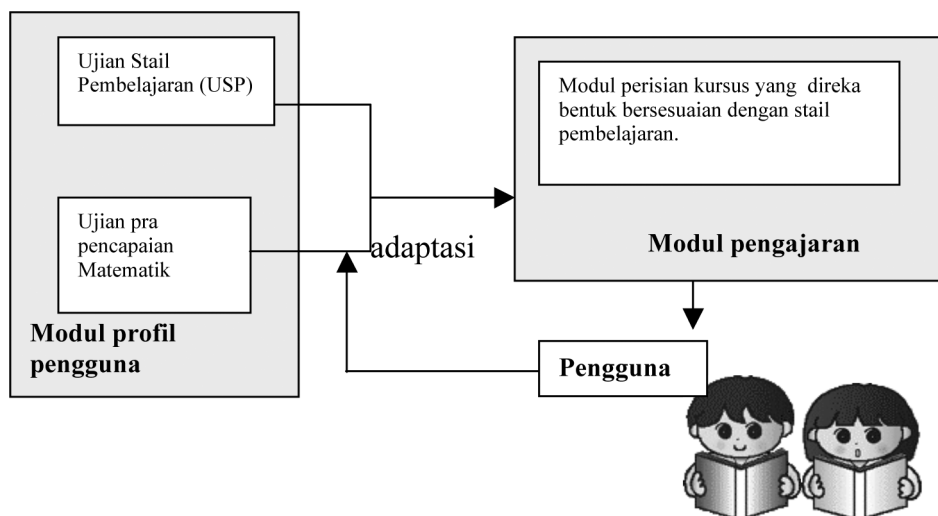 Ujian Stail
Pembelajaran (USP)
Ujian pra
pencapaian
Matematik
Modul profil
pengguna
adaptasi
Modul perisian kursus yang direka
bentuk bersesuaian dengan stail
pembelajaran.
Modul pengajaran
Pengguna